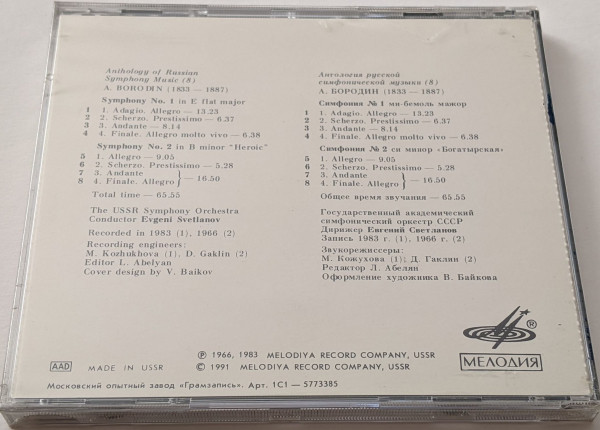 Anthology of Russian
Symphony Music (8)
A. BORODIN (1833 — 1887)
Symphony No. 1 in E flat major
1 1. Adagio. Allegro — 13.23
2 2. Scherzo. Prestissimo — 6.37
3 3. Andante — 8.14
4 4. Finale. Allegro molto vivo — 6.38
Symphony No. 2 in B minor "Heroic"
5 1. Allegro — 9.05
6 2. Scherzo. Prestissimo — 5.28
7 3. Andante
8 4. Finale. Allegro } — 16.50
Total time — 65.55
The USSR Symphony Orchestra
Conductor Evgeni Svetlanov
Recorded in 1983 (1), 1966 (2)
Recording engineers:
M. Kozhukhova (1), D. Gaklin (2)
Editor L. Abelyan
Cover design by V. Baikov
Антология русской
симфонической музыки (8)
А. БОРОДИН (1833 — 1887)
Симфония № 1 ми-бемоль мажор
1 1. Adagio. Allegro — 13.23
2 2. Scherzo. Prestissimo — 6.37
3 3. Andante — 8.14
4 4. Finale. Allegro molto vivo — 6.38
Симфония № 2 си минор «Богатырская»
5 1. Allegro — 9.05
6 2. Scherzo. Prestissimo — 5.28
7 3. Andante
8 4. Finale. Allegro } — 16.50
Общее время звучания — 65.55
Государственный академический
симфонический оркестр СССР
Дирижер Евгений Светланов
Запись 1983 г. (1), 1966 г. (2)
Звукорежиссеры:
М. Кожухова (1); Д. Гаклин (2)
Редактор Л. Абелян
Оформление художника В. Байкова
®
МЕЛОДИЯ
AAD MADE IN USSR
℗ 1966, 1983 MELODIYA RECORD COMPANY, USSR
© 1991 MELODIYA RECORD COMPANY, USSR
Московский опытный завод «Грамзапись». Арт. 1С1 — 5773385